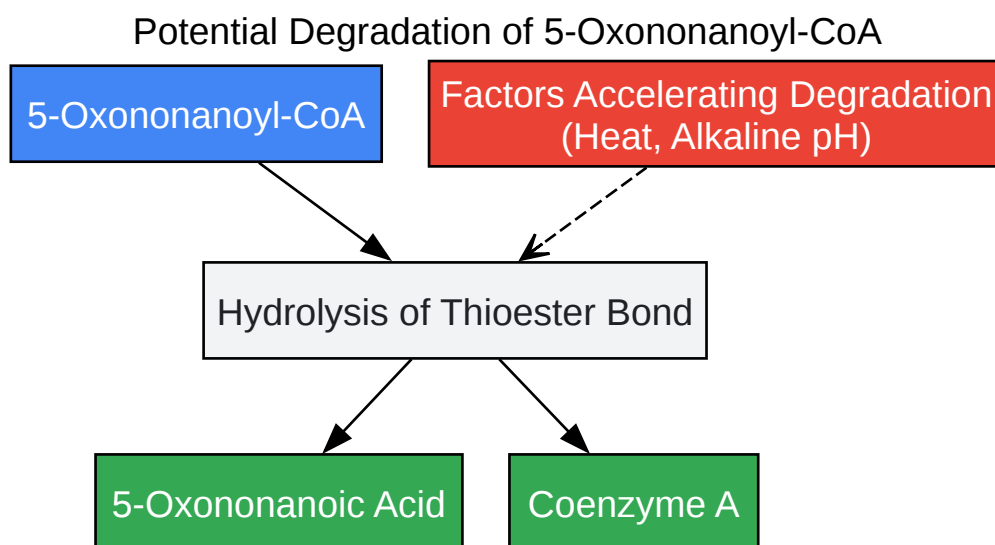 Potential Degradation of 5-Oxononanoyl-CoA
5-Oxononanoyl-CoA
Factors Accelerating Degradation
(Heat, Alkaline pH)
Hydrolysis of Thioester Bond
5-Oxononanoic Acid
Coenzyme A